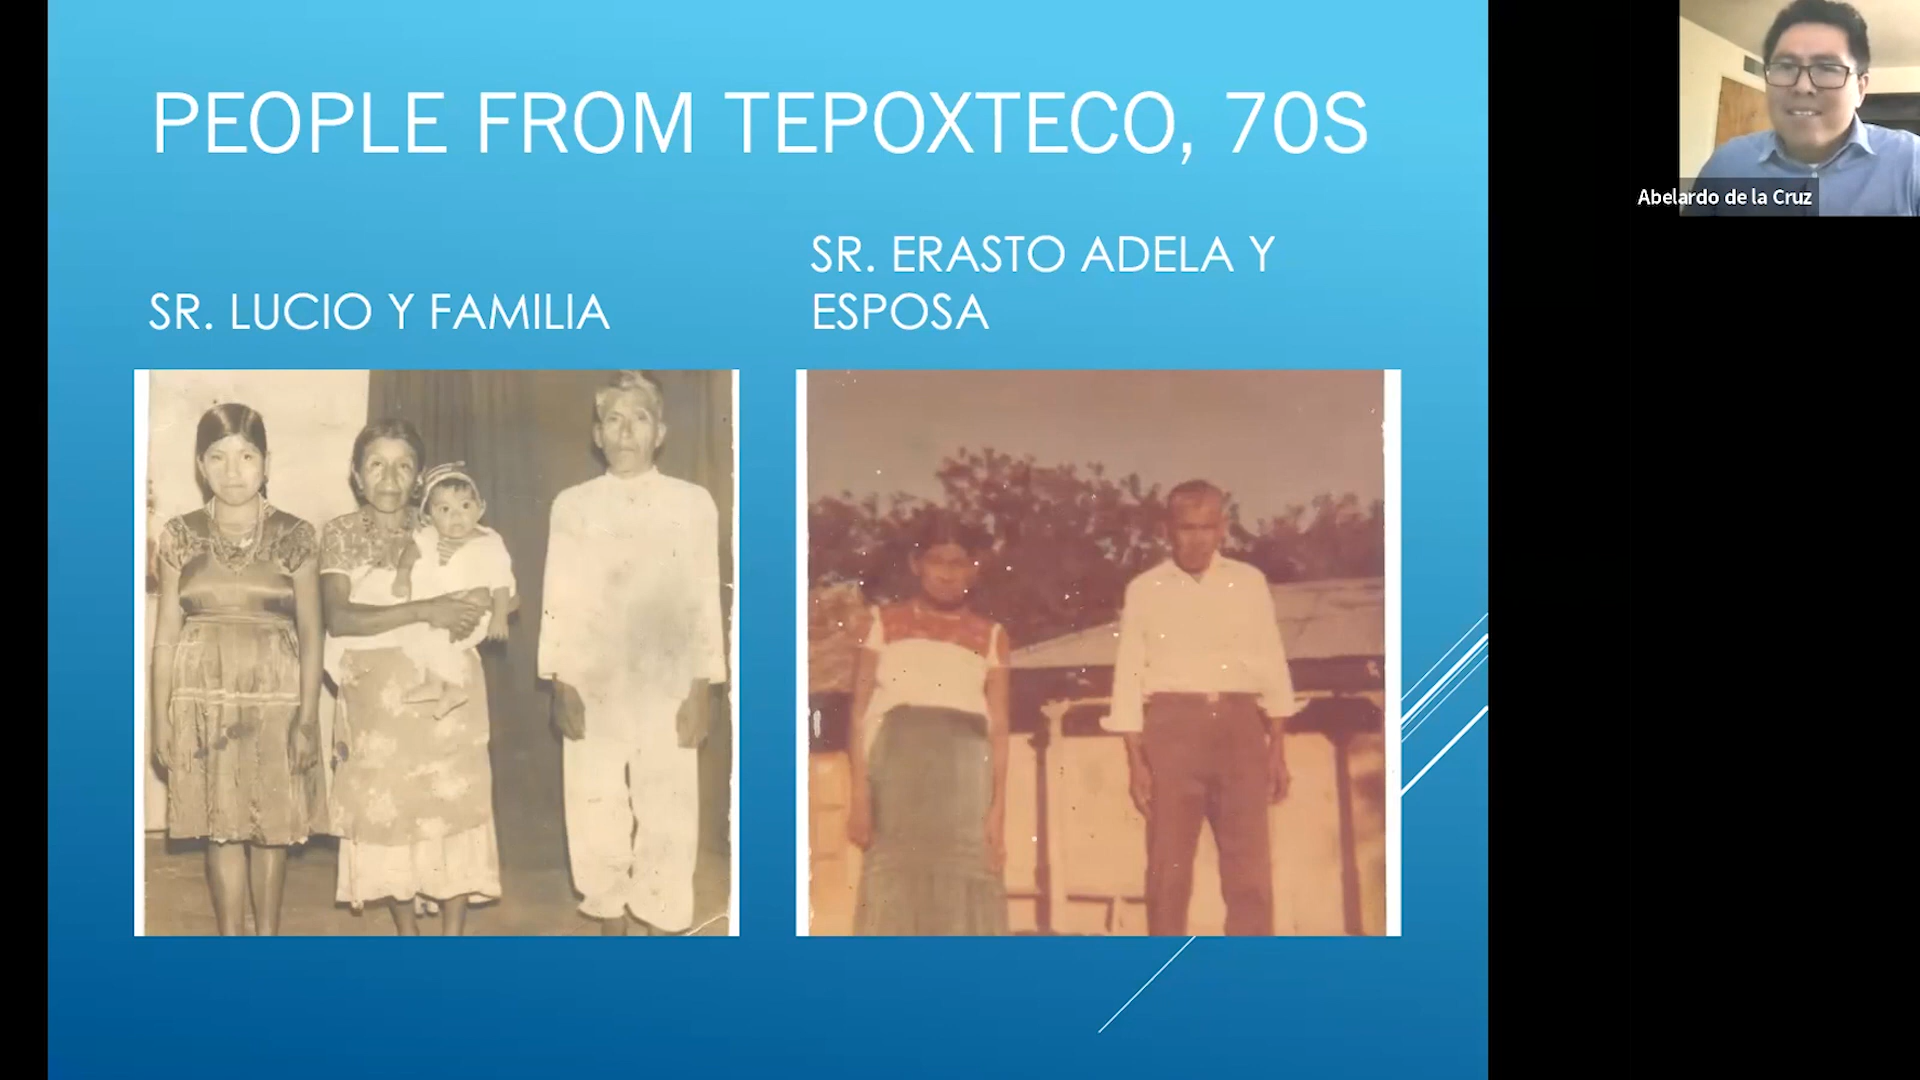 PEOPLE FROM TEPOXTECO, 70S
SR. LUCIO Y FAMILIA
SR. ERASTO ADELA Y
ESPOSA
Abelardo de la Cruz